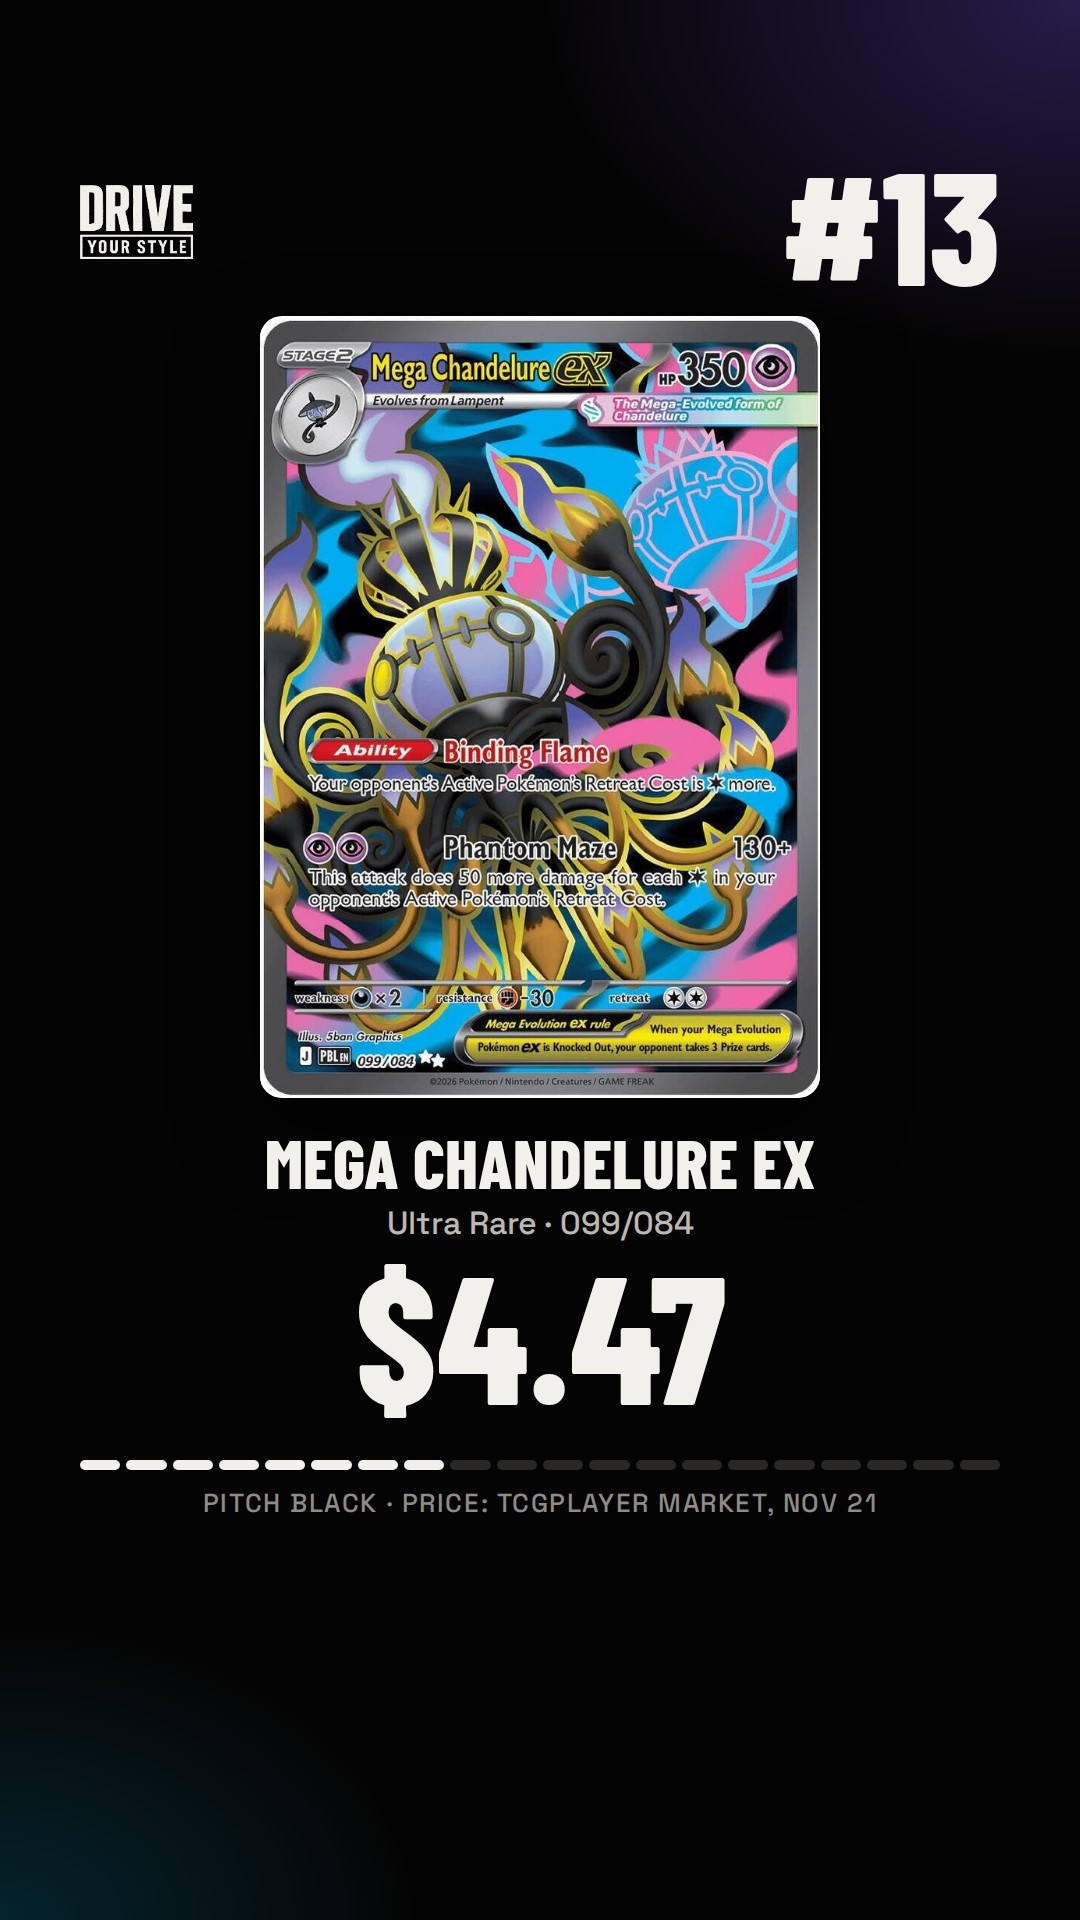 DRIVE
YOUR STYLE
#13
STAGE2
Mega Chandelure ex
HP 350
Evolves from Lampent
The Mega-Evolved form of
Chandelure
Ability Binding Flame
Your opponent's Active Pokémon's Retreat Cost is ✶ more.
Phantom Maze 130+
This attack does 50 more damage for each ✶ in your
opponent's Active Pokémon's Retreat Cost.
weakness ×2 resistance -30 retreat
Illus. 5ban Graphics
Mega Evolution ex rule
When your Mega Evolution
Pokémon ex is Knocked Out, your opponent takes 3 Prize cards.
J PBL EN 099/084 ★★
©2026 Pokémon / Nintendo / Creatures / GAME FREAK
MEGA CHANDELURE EX
Ultra Rare · 099/084
$4.47
PITCH BLACK · PRICE: TCGPLAYER MARKET, NOV 21